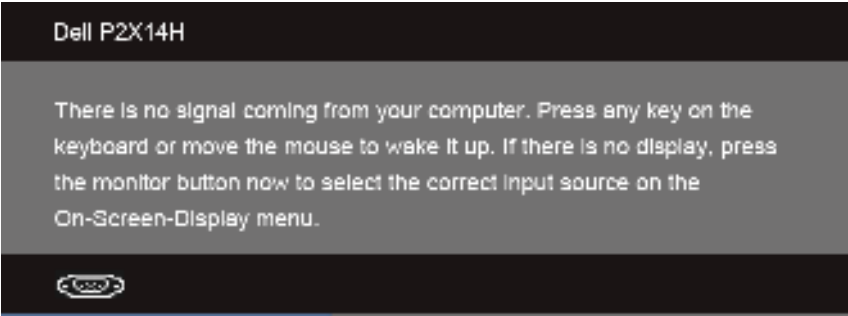 Dell P2X14H
There is no signal coming from your computer. Press any key on the
keyboard or move the mouse to wake it up. If there is no display, press
the monitor button now to select the correct input source on the
On-Screen-Display menu.